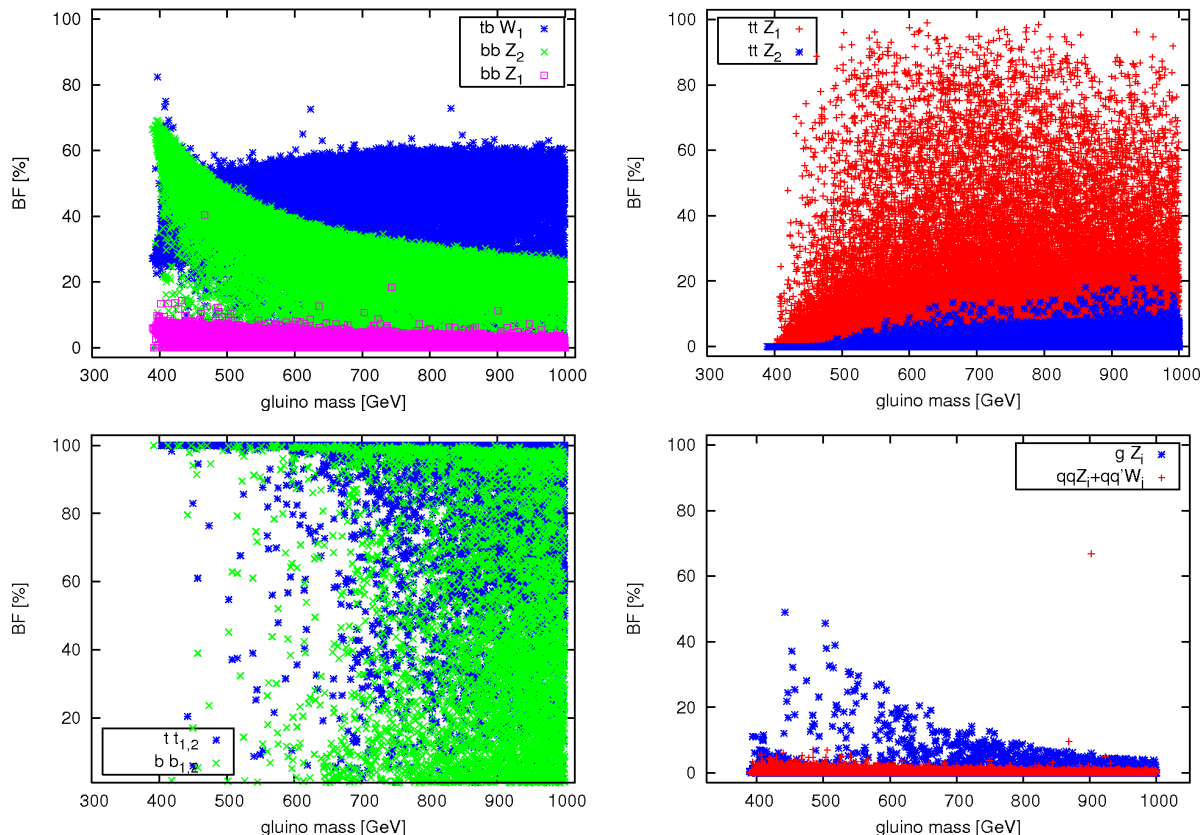 tb W₁
bb Z₂
bb Z₁
BF [%]
100
80
60
40
20
0
300 400 500 600 700 800 900 1000
gluino mass [GeV]
tt Z₁
tt Z₂
BF [%]
100
80
60
40
20
0
300 400 500 600 700 800 900 1000
gluino mass [GeV]
BF [%]
100
80
60
40
20
t t₁,₂
b b₁,₂
300 400 500 600 700 800 900 1000
gluino mass [GeV]
g Zᵢ
qqZᵢ+qq'Wⱼ
BF [%]
100
80
60
40
20
0
400 500 600 700 800 900 1000
gluino mass [GeV]